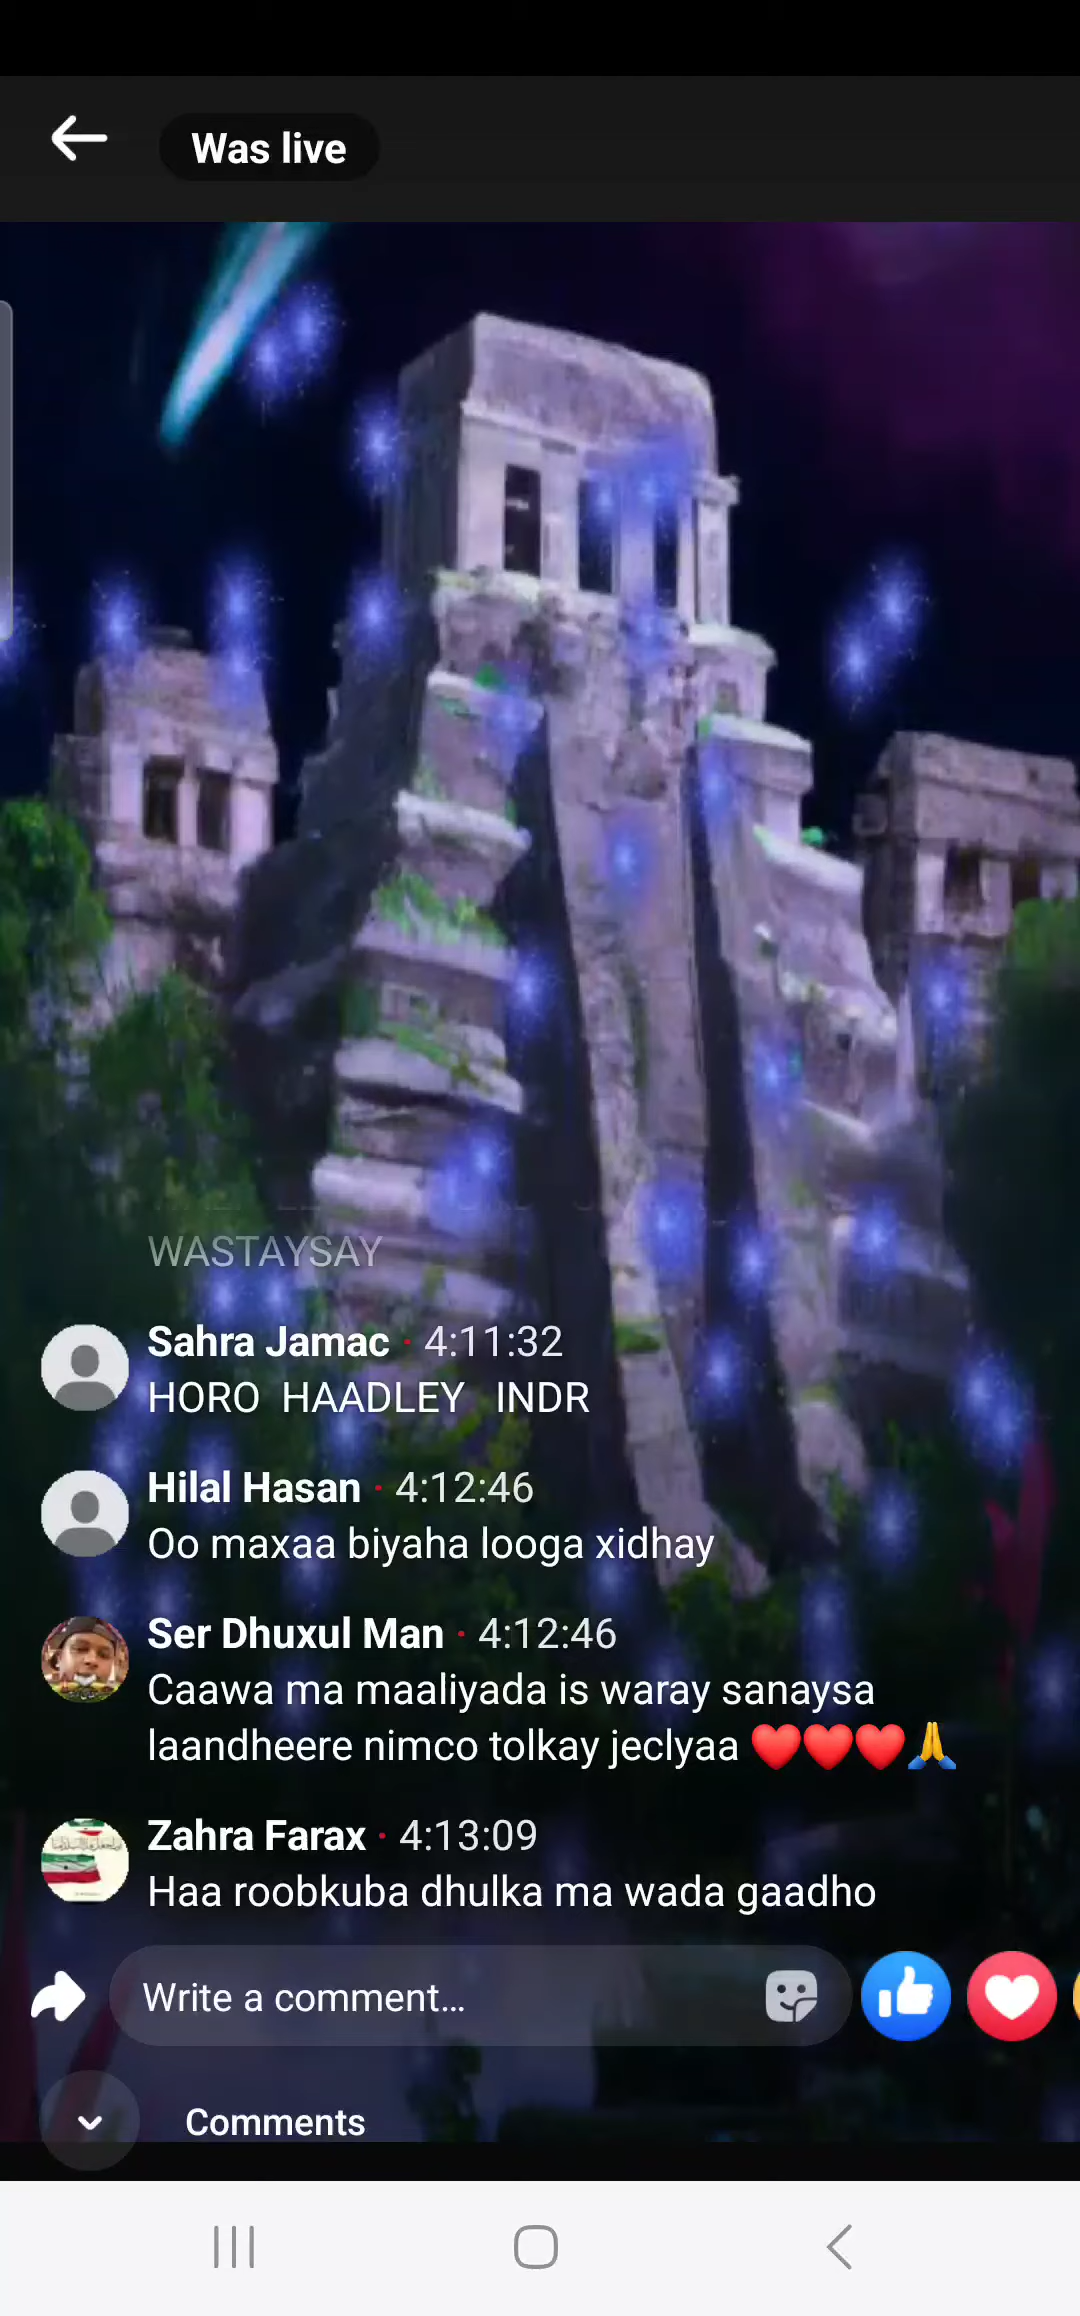 Was live
WASTAYSAY
Sahra Jamac · 4:11:32
HORO HAADLEY INDR
Hilal Hasan · 4:12:46
Oo maxaa biyaha looga xidhay
Ser Dhuxul Man · 4:12:46
Caawa ma maaliyada is waray sanaysa
laandheere nimco tolkay jeclyaa ❤️❤️❤️🙏
Zahra Farax · 4:13:09
Haa roobkuba dhulka ma wada gaadho
Write a comment...
Comments